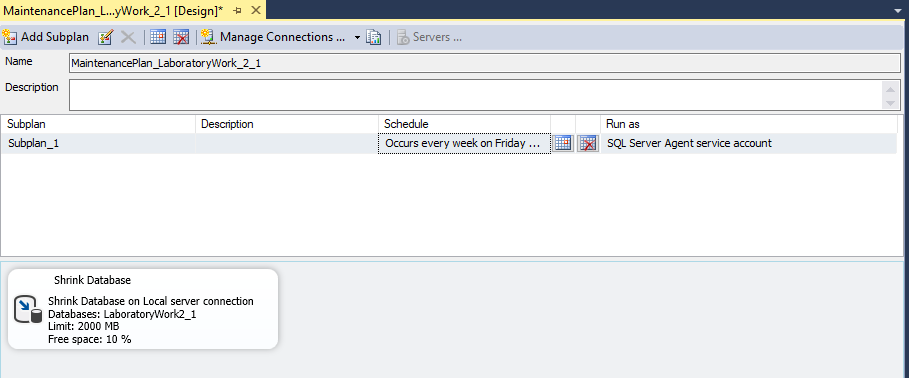 MaintenancePlan_L...yWork_2_1 [Design]*
Add Subplan
Manage Connections ...
Servers ...
Name
MaintenancePlan_LaboratoryWork_2_1
Description
Subplan Description Schedule Run as
Subplan_1 Occurs every week on Friday ... SQL Server Agent service account
Shrink Database
Shrink Database on Local server connection
Databases: LaboratoryWork2_1
Limit: 2000 MB
Free space: 10 %